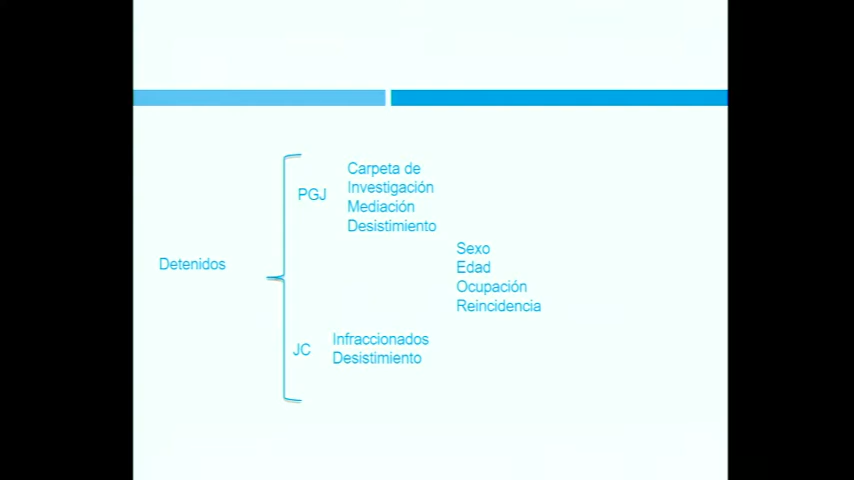 Detenidos
PGJ
Carpeta de
Investigación
Mediación
Desistimiento
Sexo
Edad
Ocupación
Reincidencia
JC
Infraccionados
Desistimiento